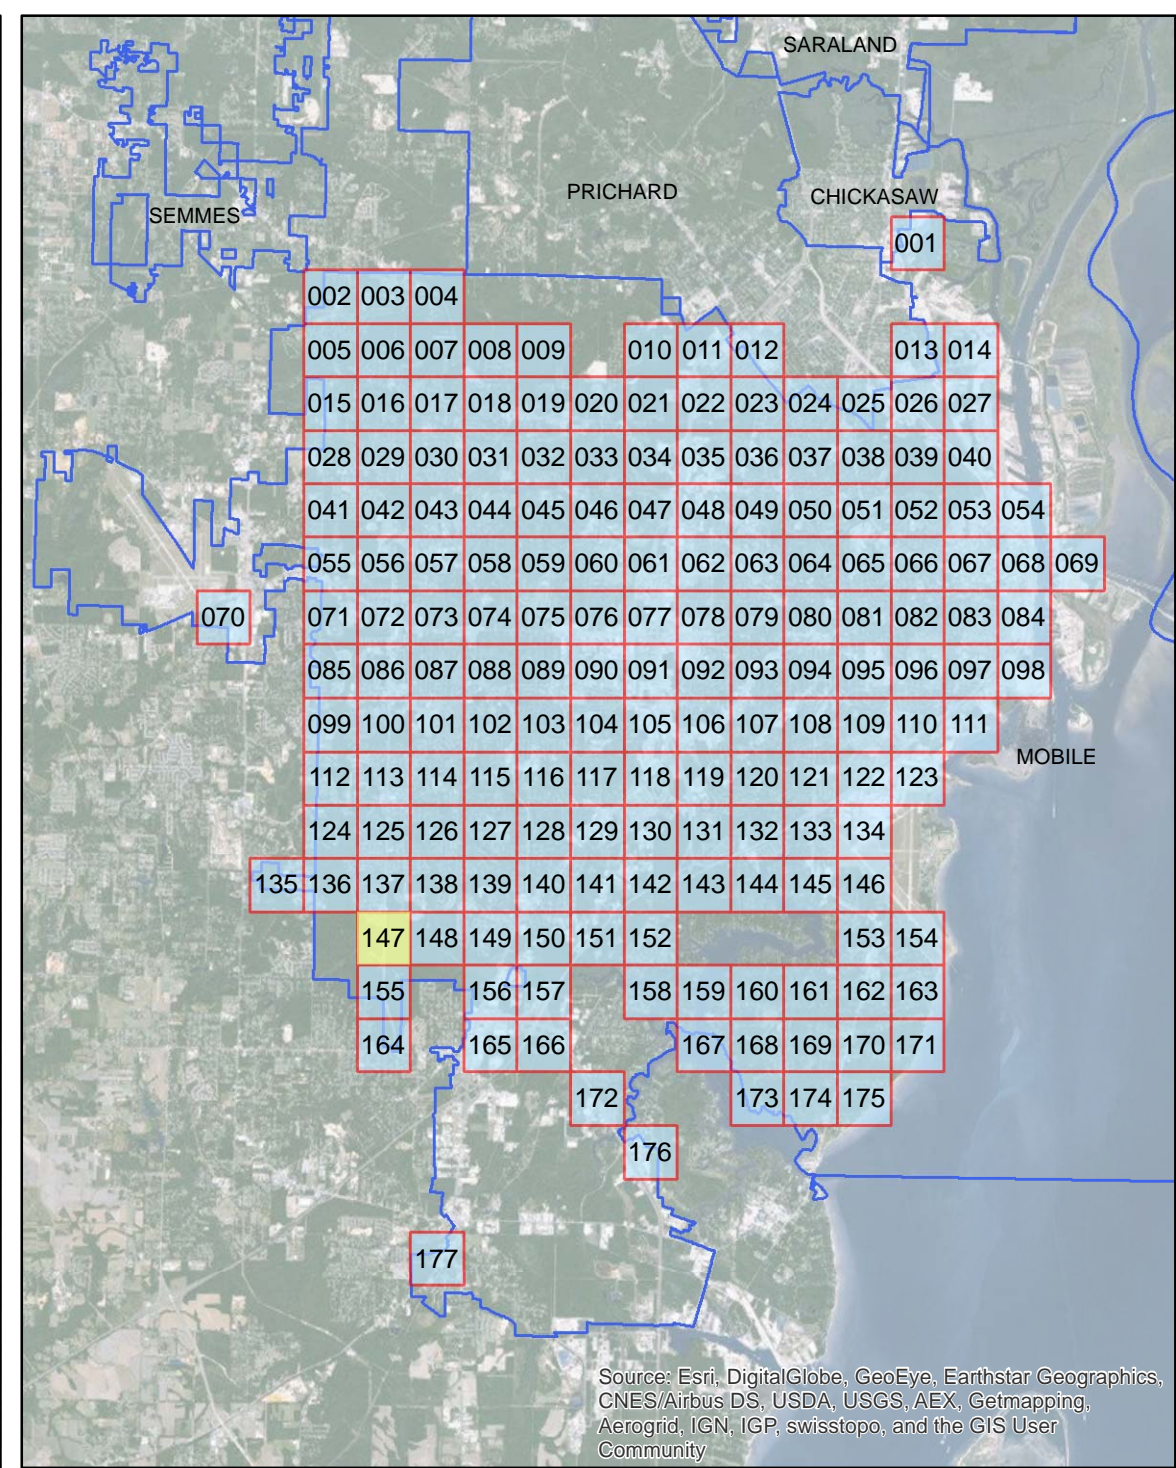 SARALAND
PRICHARD
CHICKASAW
SEMMES
001
002 003 004
005 006 007 008 009 010 011 012 013 014
015 016 017 018 019 020 021 022 023 024 025 026 027
028 029 030 031 032 033 034 035 036 037 038 039 040
041 042 043 044 045 046 047 048 049 050 051 052 053 054
055 056 057 058 059 060 061 062 063 064 065 066 067 068 069
070 071 072 073 074 075 076 077 078 079 080 081 082 083 084
085 086 087 088 089 090 091 092 093 094 095 096 097 098
099 100 101 102 103 104 105 106 107 108 109 110 111
MOBILE
112 113 114 115 116 117 118 119 120 121 122 123
124 125 126 127 128 129 130 131 132 133 134
135 136 137 138 139 140 141 142 143 144 145 146
147 148 149 150 151 152 153 154
155 156 157 158 159 160 161 162 163
164 165 166 167 168 169 170 171
172 173 174 175
176
177
Source: Esri, DigitalGlobe, GeoEye, Earthstar Geographics,
CNES/Airbus DS, USDA, USGS, AEX, Getmapping,
Aerogrid, IGN, IGP, swisstopo, and the GIS User
Community